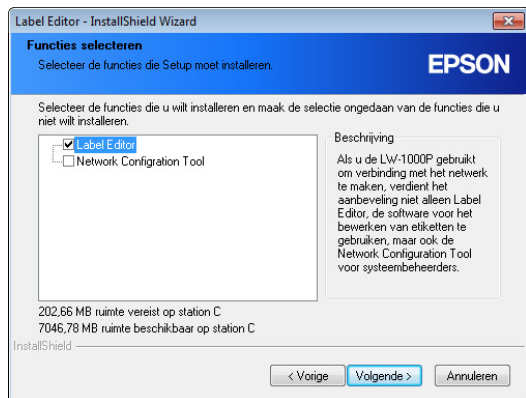 Label Editor - InstallShield Wizard
Functies selecteren
Selecteer de functies die Setup moet installeren.
EPSON
Selecteer de functies die u wilt installeren en maak de selectie ongedaan van de functies die u
niet wilt installeren.
Label Editor
Network Configration Tool
Beschrijving
Als u de LW-1000P gebruikt
om verbinding met het netwerk
te maken, verdient het
aanbeveling niet alleen Label
Editor, de software voor het
bewerken van etiketten te
gebruiken, maar ook de
Network Configuration Tool
voor systeembeheerders.
202,66 MB ruimte vereist op station C
7046,78 MB ruimte beschikbaar op station C
InstallShield
< Vorige
Volgende >
Annuleren